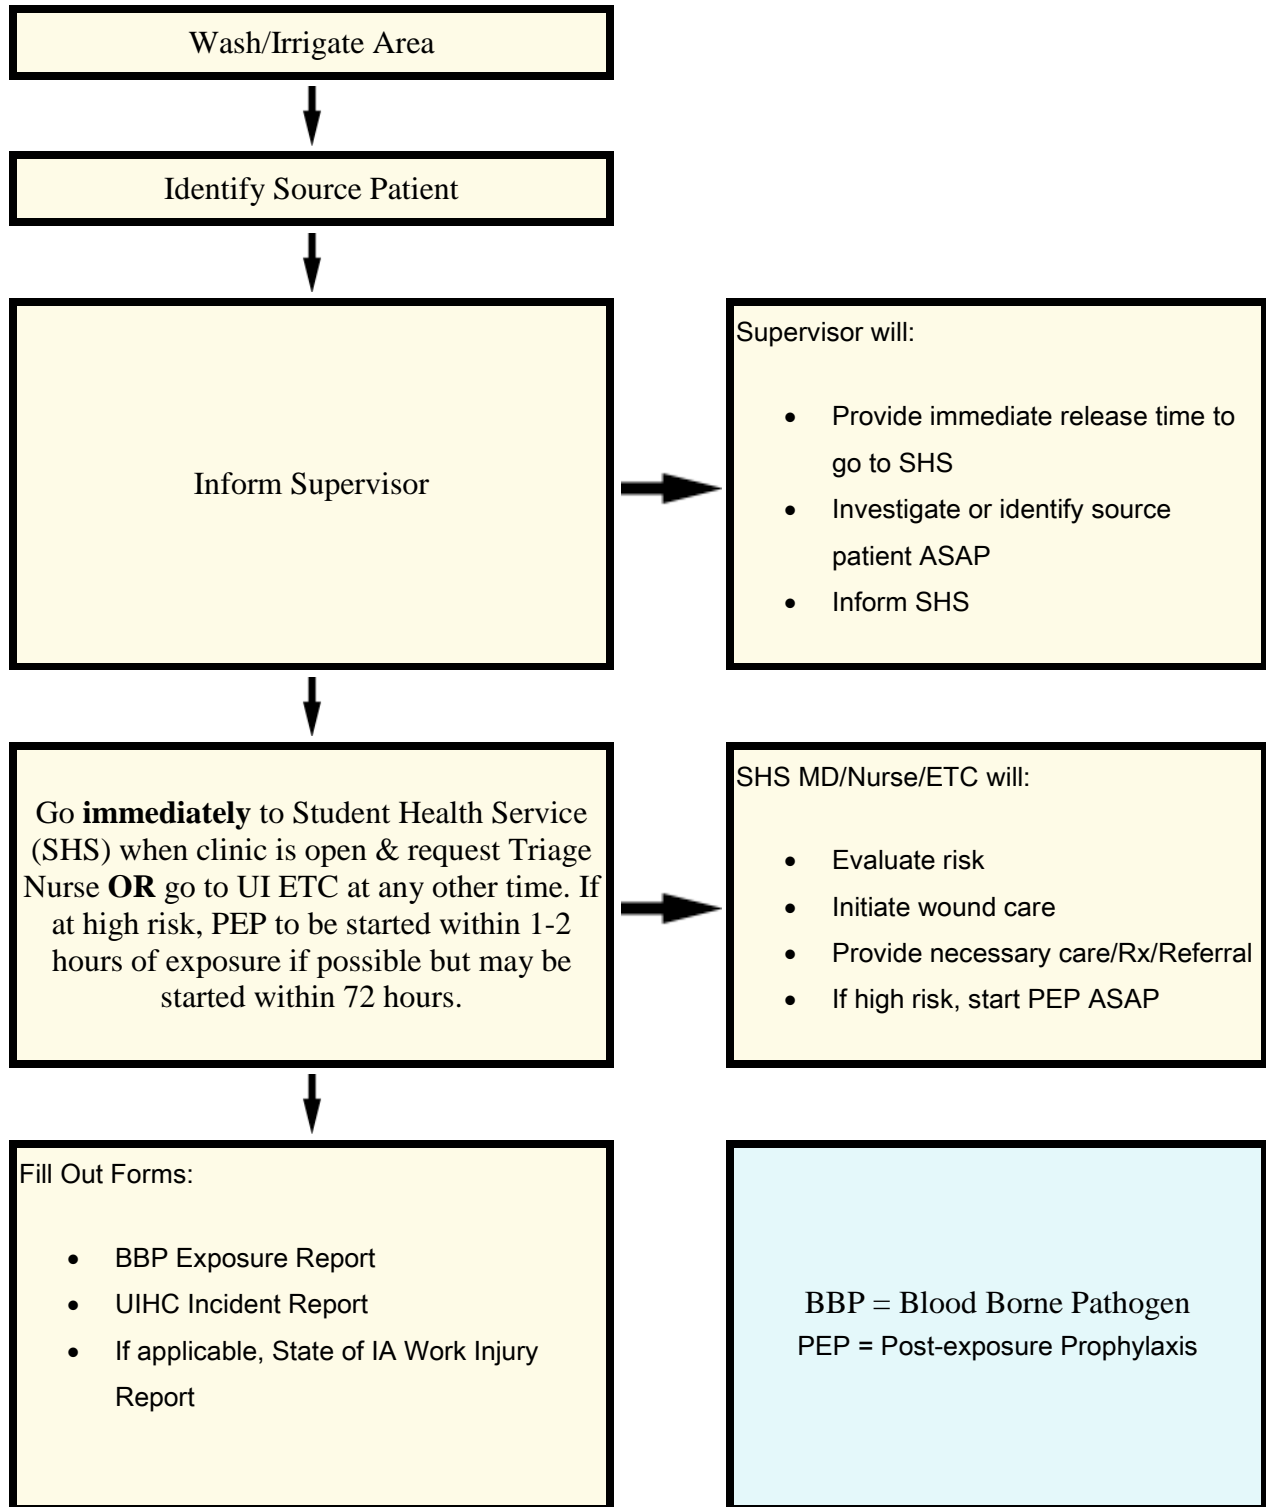 Wash/Irrigate Area
Identify Source Patient
Inform Supervisor
Supervisor will:
• Provide immediate release time to
go to SHS
• Investigate or identify source
patient ASAP
• Inform SHS
Go immediately to Student Health Service
(SHS) when clinic is open & request Triage
Nurse OR go to UI ETC at any other time. If
at high risk, PEP to be started within 1-2
hours of exposure if possible but may be
started within 72 hours.
SHS MD/Nurse/ETC will:
• Evaluate risk
• Initiate wound care
• Provide necessary care/Rx/Referral
• If high risk, start PEP ASAP
Fill Out Forms:
• BBP Exposure Report
• UIHC Incident Report
• If applicable, State of IA Work Injury
Report
BBP = Blood Borne Pathogen
PEP = Post-exposure Prophylaxis